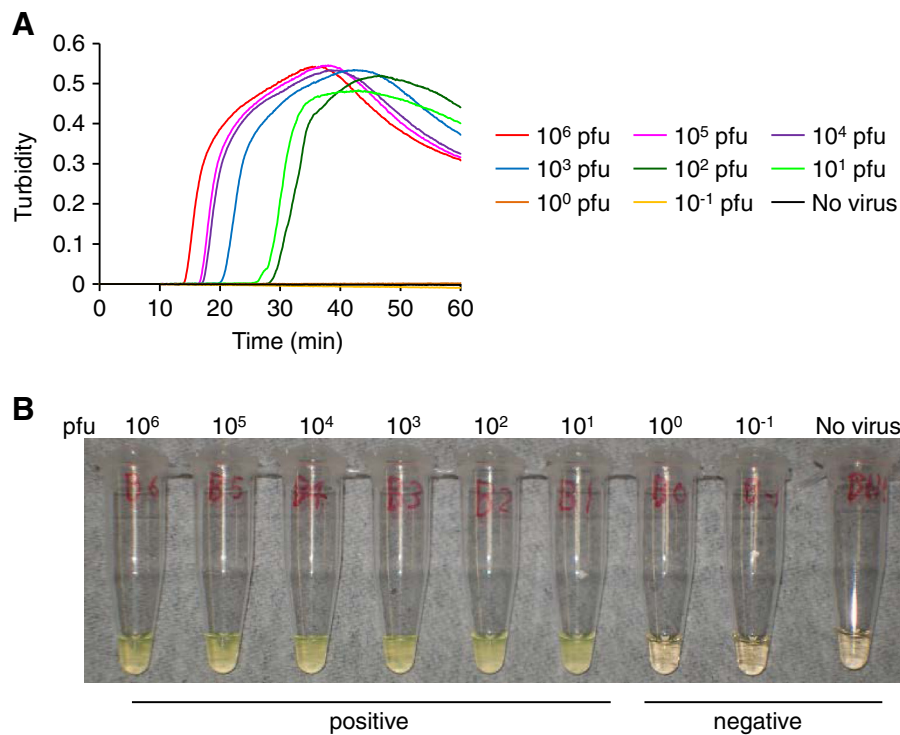 A
0.6
0.5
0.4
0.3
0.2
0.1
0
Turbidity
0 10 20 30 40 50 60
Time (min)
10⁶ pfu 10⁵ pfu 10⁴ pfu
10³ pfu 10² pfu 10¹ pfu
10⁰ pfu 10⁻¹ pfu No virus
B
pfu 10⁶ 10⁵ 10⁴ 10³ 10² 10¹ 10⁰ 10⁻¹ No virus
B6 B5 B4 B3 B2 B1 B0 B-1
positive negative